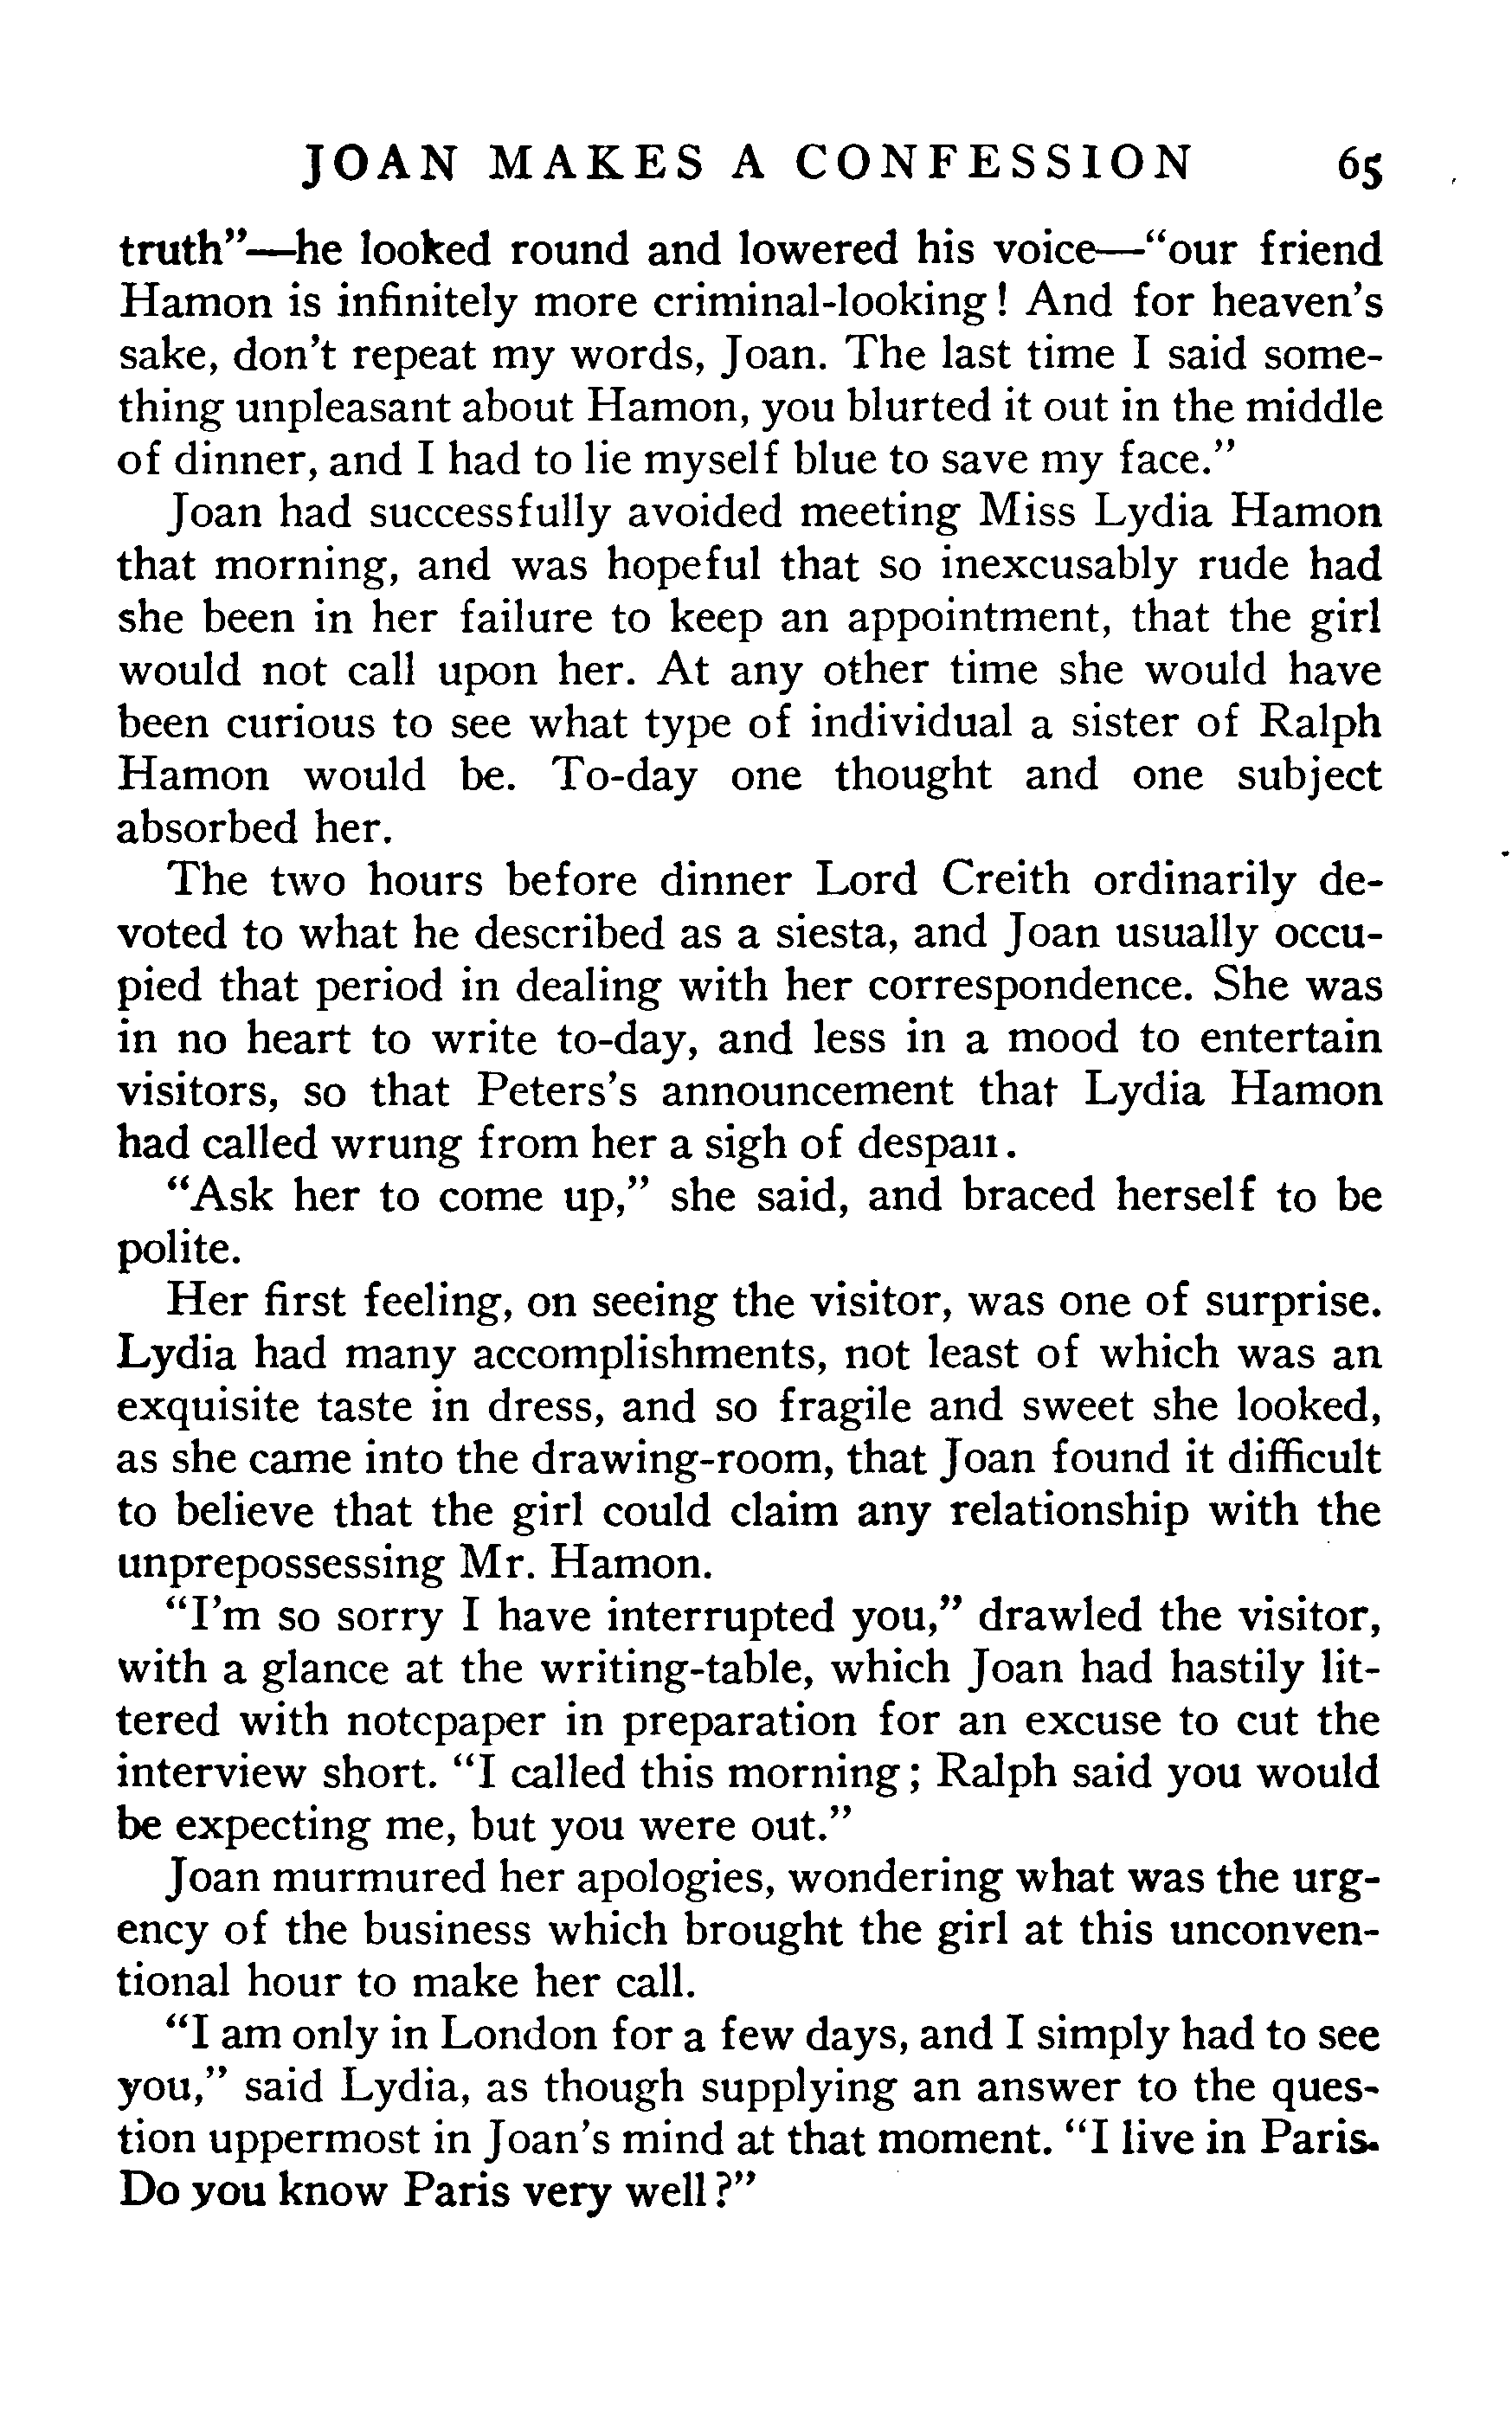 JOAN MAKES A CONFESSION 65
truth"—he looked round and lowered his voice—"our friend
Hamon is infinitely more criminal-looking! And for heaven's
sake, don't repeat my words, Joan. The last time I said some-
thing unpleasant about Hamon, you blurted it out in the middle
of dinner, and I had to lie myself blue to save my face."
Joan had successfully avoided meeting Miss Lydia Hamon
that morning, and was hopeful that so inexcusably rude had
she been in her failure to keep an appointment, that the girl
would not call upon her. At any other time she would have
been curious to see what type of individual a sister of Ralph
Hamon would be. To-day one thought and one subject
absorbed her.
The two hours before dinner Lord Creith ordinarily de-
voted to what he described as a siesta, and Joan usually occu-
pied that period in dealing with her correspondence. She was
in no heart to write to-day, and less in a mood to entertain
visitors, so that Peters's announcement that Lydia Hamon
had called wrung from her a sigh of despair.
"Ask her to come up," she said, and braced herself to be
polite.
Her first feeling, on seeing the visitor, was one of surprise.
Lydia had many accomplishments, not least of which was an
exquisite taste in dress, and so fragile and sweet she looked,
as she came into the drawing-room, that Joan found it difficult
to believe that the girl could claim any relationship with the
unprepossessing Mr. Hamon.
"I'm so sorry I have interrupted you," drawled the visitor,
with a glance at the writing-table, which Joan had hastily lit-
tered with notepaper in preparation for an excuse to cut the
interview short. "I called this morning; Ralph said you would
be expecting me, but you were out."
Joan murmured her apologies, wondering what was the urg-
ency of the business which brought the girl at this unconven-
tional hour to make her call.
"I am only in London for a few days, and I simply had to see
you," said Lydia, as though supplying an answer to the ques-
tion uppermost in Joan's mind at that moment. "I live in Paris.
Do you know Paris very well?"